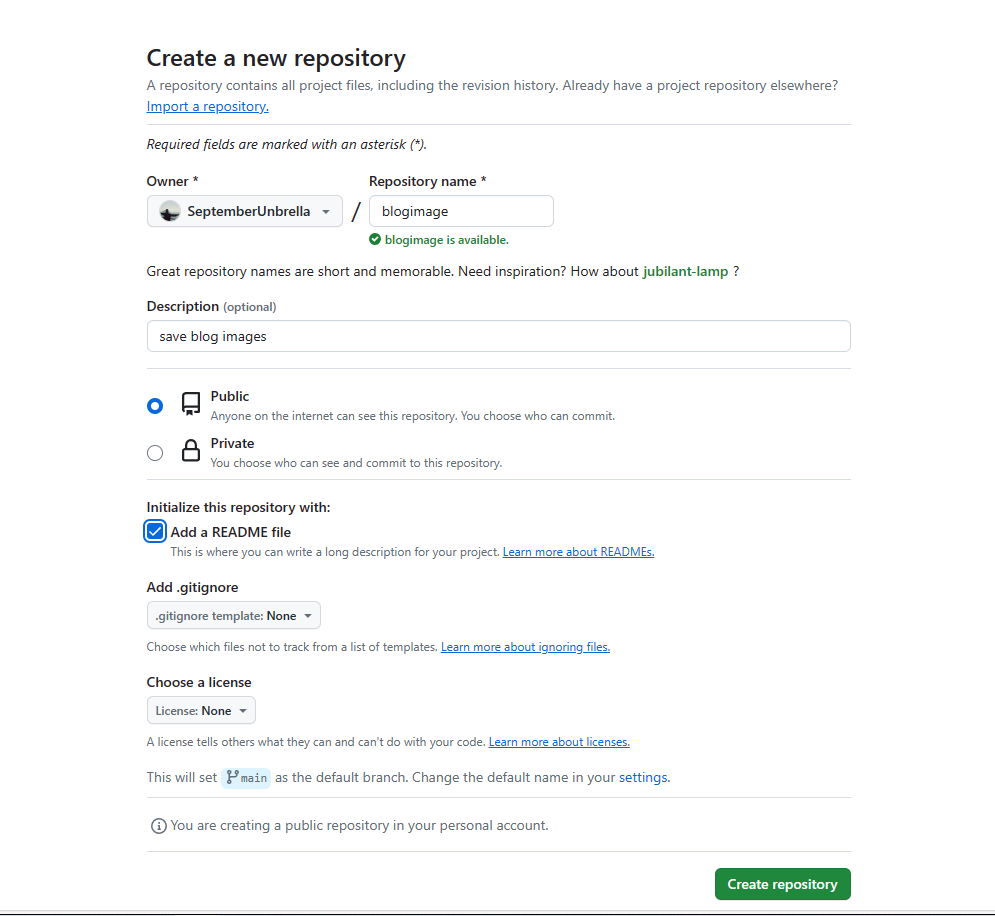 Create a new repository
A repository contains all project files, including the revision history. Already have a project repository elsewhere?
Import a repository.
Required fields are marked with an asterisk (*).
Owner * Repository name *
SeptemberUnbrella / blogimage
blogimage is available.
Great repository names are short and memorable. Need inspiration? How about jubilant-lamp ?
Description (optional)
save blog images
Public
Anyone on the internet can see this repository. You choose who can commit.
Private
You choose who can see and commit to this repository.
Initialize this repository with:
Add a README file
This is where you can write a long description for your project. Learn more about READMEs.
Add .gitignore
.gitignore template: None
Choose which files not to track from a list of templates. Learn more about ignoring files.
Choose a license
License: None
A license tells others what they can and can't do with your code. Learn more about licenses.
This will set main as the default branch. Change the default name in your settings.
You are creating a public repository in your personal account.
Create repository